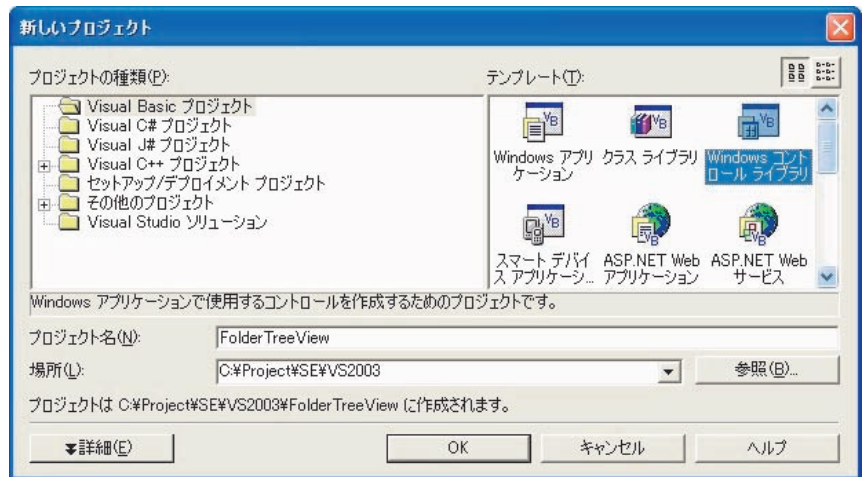 新しいプロジェクト
プロジェクトの種類(P):
Visual Basic プロジェクト
Visual C# プロジェクト
Visual J# プロジェクト
Visual C++ プロジェクト
セットアップ/デプロイメント プロジェクト
その他のプロジェクト
Visual Studio ソリューション
テンプレート(T):
Windows アプリ
ケーション
クラス ライブラリ
Windows コント
ロール ライブラリ
スマート デバイ
ス アプリケーシ...
ASP.NET Web
アプリケーション
ASP.NET Web
サービス
Windows アプリケーションで使用するコントロールを作成するためのプロジェクトです。
プロジェクト名(N):
FolderTreeView
場所(L):
C:¥Project¥SE¥VS2003
参照(B)...
プロジェクトは C:¥Project¥SE¥VS2003¥FolderTreeView に作成されます。
詳細(E)
OK
キャンセル
ヘルプ